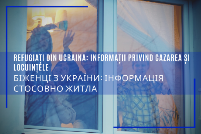 REFUGIAȚI DIN UCRAINA: INFORMAȚII PRIVIND CAZAREA ȘI
LOCUINȚELE
БІЖЕНЦІ З УКРАЇНИ: ІНФОРМАЦІЯ
СТОСОВНО ЖИТЛА